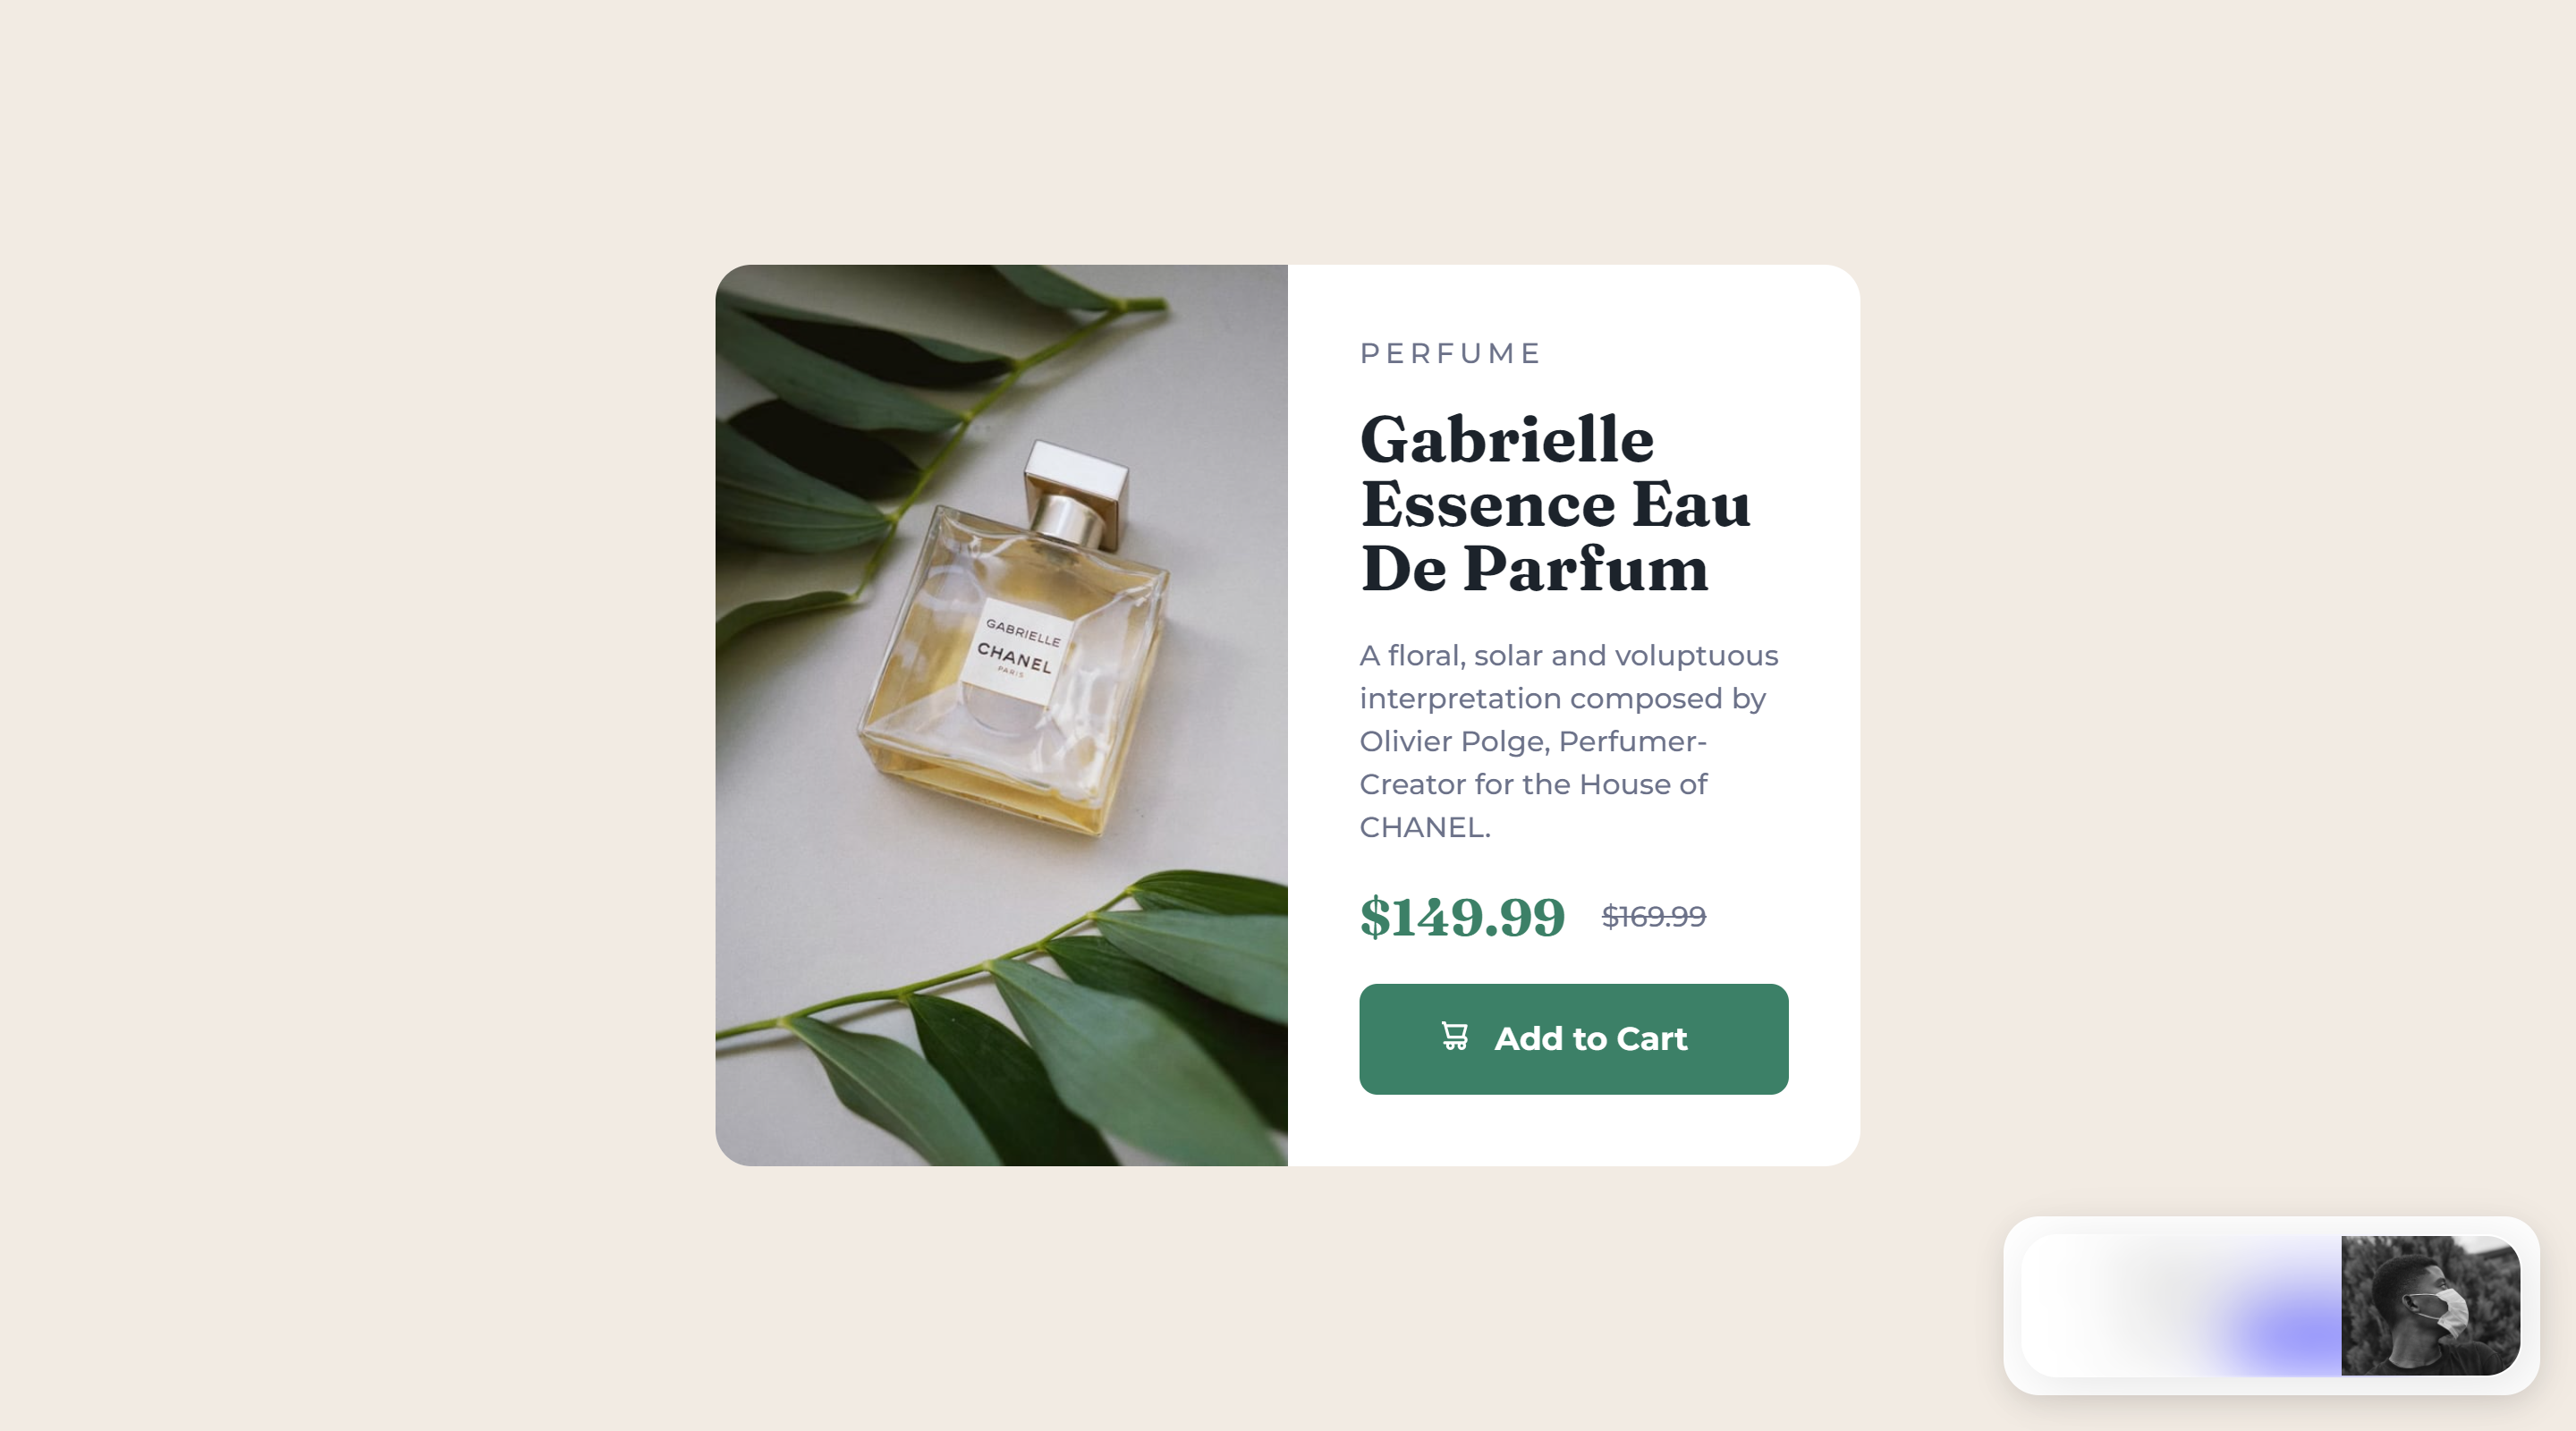 GABRIELLE
CHANEL
PARIS
PERFUME
Gabrielle
Essence Eau
De Parfum
A floral, solar and voluptuous
interpretation composed by
Olivier Polge, Perfumer-
Creator for the House of
CHANEL.
$149.99 $169.99
Add to Cart